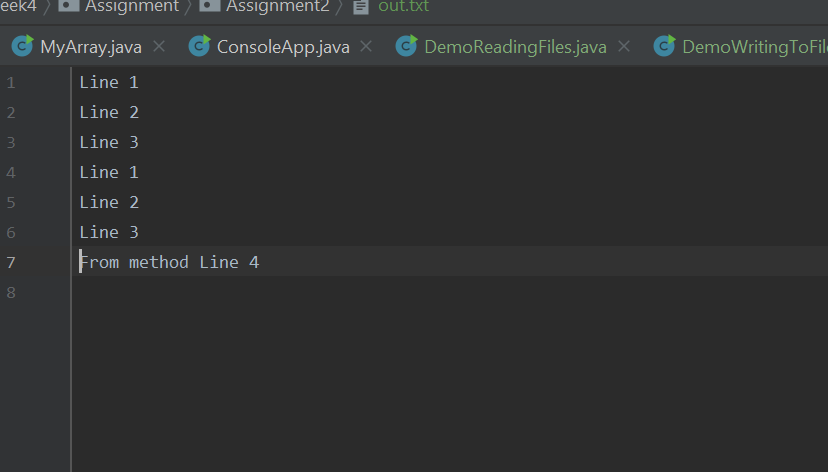 eek4 〉 Assignment 〉 Assignment2 〉 out.txt
MyArray.java × ConsoleApp.java × DemoReadingFiles.java × DemoWritingToFil
1 Line 1
2 Line 2
3 Line 3
4 Line 1
5 Line 2
6 Line 3
7 From method Line 4
8